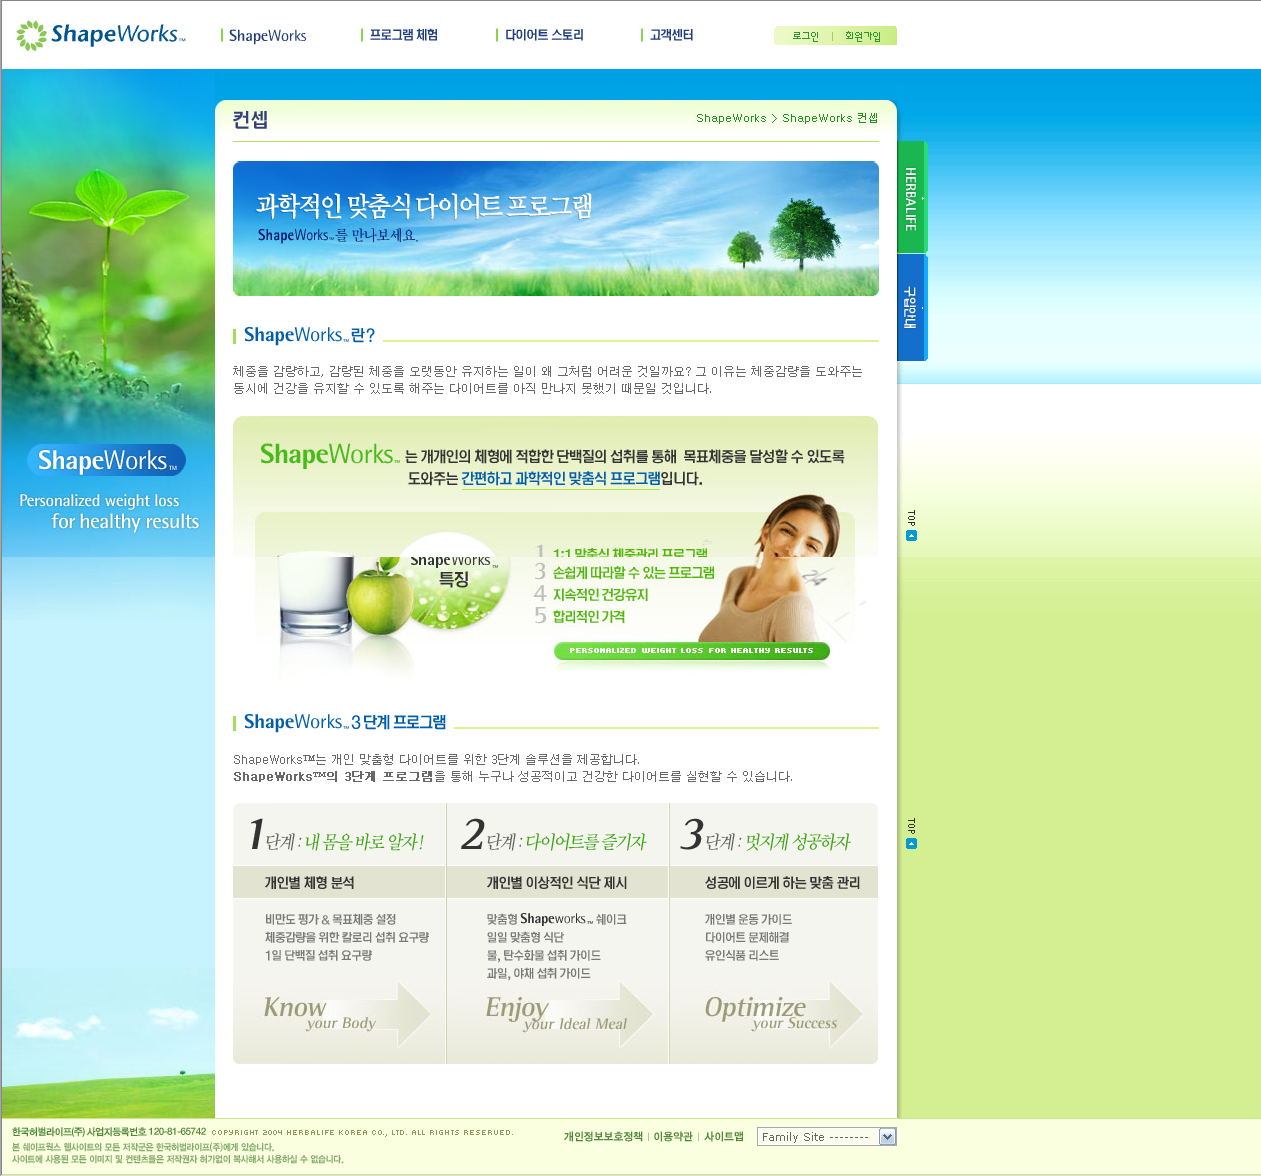 ShapeWorks™
ShapeWorks
프로그램 체험
다이어트 스토리
고객센터
로그인 | 회원가입
컨셉
ShapeWorks > ShapeWorks 컨셉
과학적인 맞춤식 다이어트 프로그램
ShapeWorks™를 만나보세요.
HERBALIFE
구입안내
ShapeWorks™란?
체중을 감량하고, 감량된 체중을 오랫동안 유지하는 일이 왜 그처럼 어려운 것일까요? 그 이유는 체중감량을 도와주는
동시에 건강을 유지할 수 있도록 해주는 다이어트를 아직 만나지 못했기 때문일 것입니다.
ShapeWorks™
Personalized weight loss
for healthy results
ShapeWorks™ 는 개개인의 체형에 적합한 단백질의 섭취를 통해 목표체중을 달성할 수 있도록
도와주는 간편하고 과학적인 맞춤식 프로그램입니다.
TOP
ShapeWorks™
특징
1 1:1 맞춤식 체중관리 프로그램
3 손쉽게 따라할 수 있는 프로그램
4 지속적인 건강유지
5 합리적인 가격
PERSONALIZED WEIGHT LOSS FOR HEALTHY RESULTS
ShapeWorks™ 3 단계 프로그램
ShapeWorks™는 개인 맞춤형 다이어트를 위한 3단계 솔루션을 제공합니다.
ShapeWorks™의 3단계 프로그램을 통해 누구나 성공적이고 건강한 다이어트를 실현할 수 있습니다.
TOP
1단계 : 내 몸을 바로 알자!
개인별 체형 분석
비만도 평가 & 목표체중 설정
체중감량을 위한 칼로리 섭취 요구량
1일 단백질 섭취 요구량
Know
your Body
2단계 : 다이어트를 즐기자
개인별 이상적인 식단 제시
맞춤형 Shapeworks™ 쉐이크
일일 맞춤형 식단
물, 탄수화물 섭취 가이드
과일, 야채 섭취 가이드
Enjoy
your Ideal Meal
3단계 : 멋지게 성공하자
성공에 이르게 하는 맞춤 관리
개인별 운동 가이드
다이어트 문제해결
유인식품 리스트
Optimize
your Success
한국허벌라이프(주) 사업지등록번호 120-81-65742 COPYRIGHT 2004 HERBALIFE KOREA CO., LTD. ALL RIGHTS RESERVED.
본 쉐이프웍스 웹사이트의 모든 저작군은 한국허벌라이프(주)에게 있습니다.
사이트에 사용된 모든 이미지 및 컨텐츠들은 저작권자 허가없이 복사해서 사용하실 수 없습니다.
개인정보보호정책 | 이용약관 | 사이트맵
Family Site --------